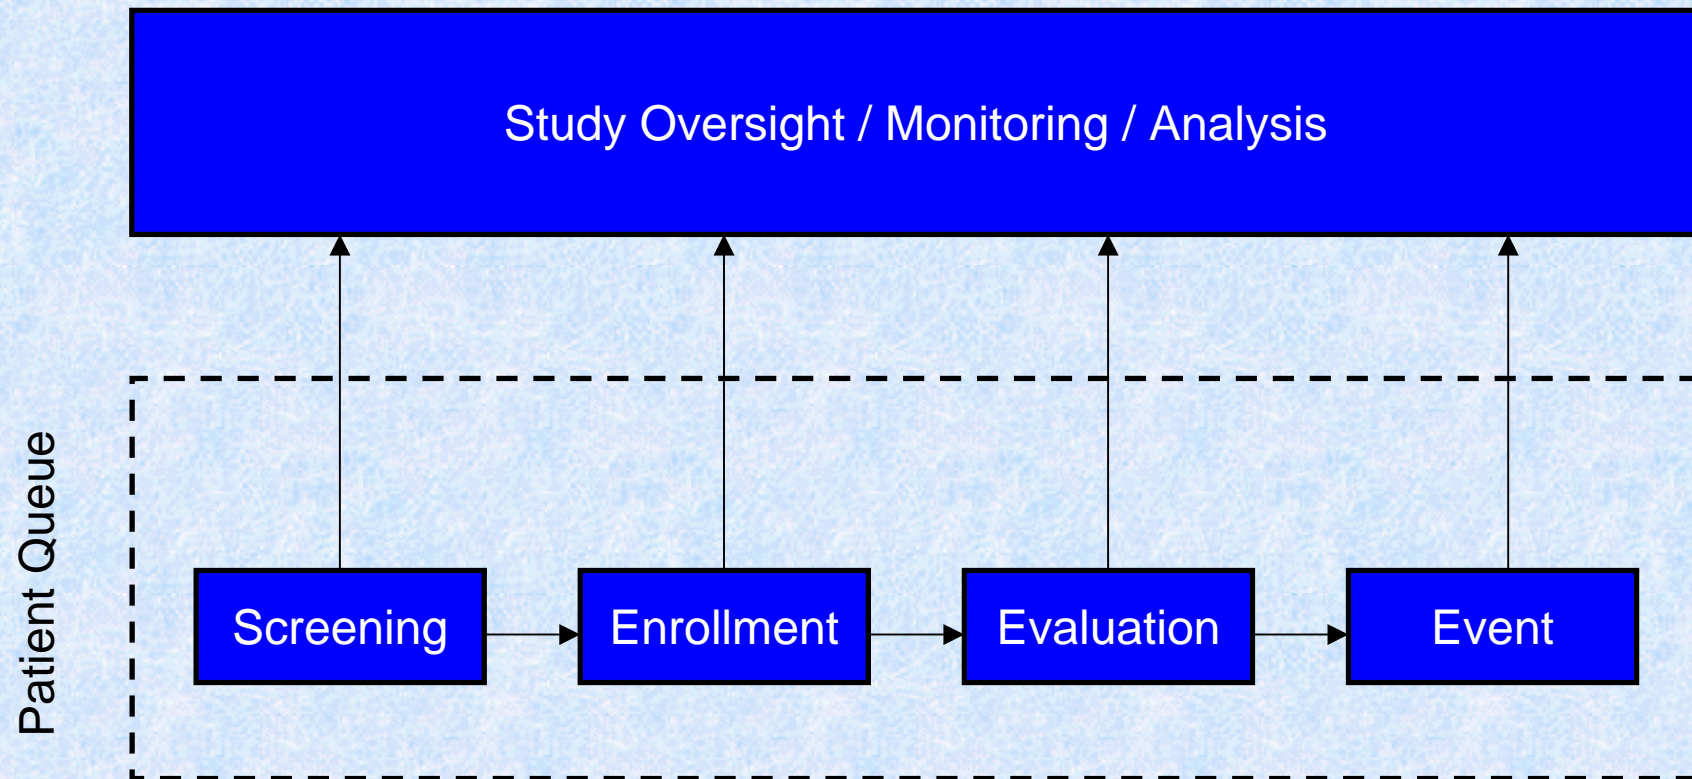 Study Oversight / Monitoring / Analysis
Patient Queue
Screening
Enrollment
Evaluation
Event